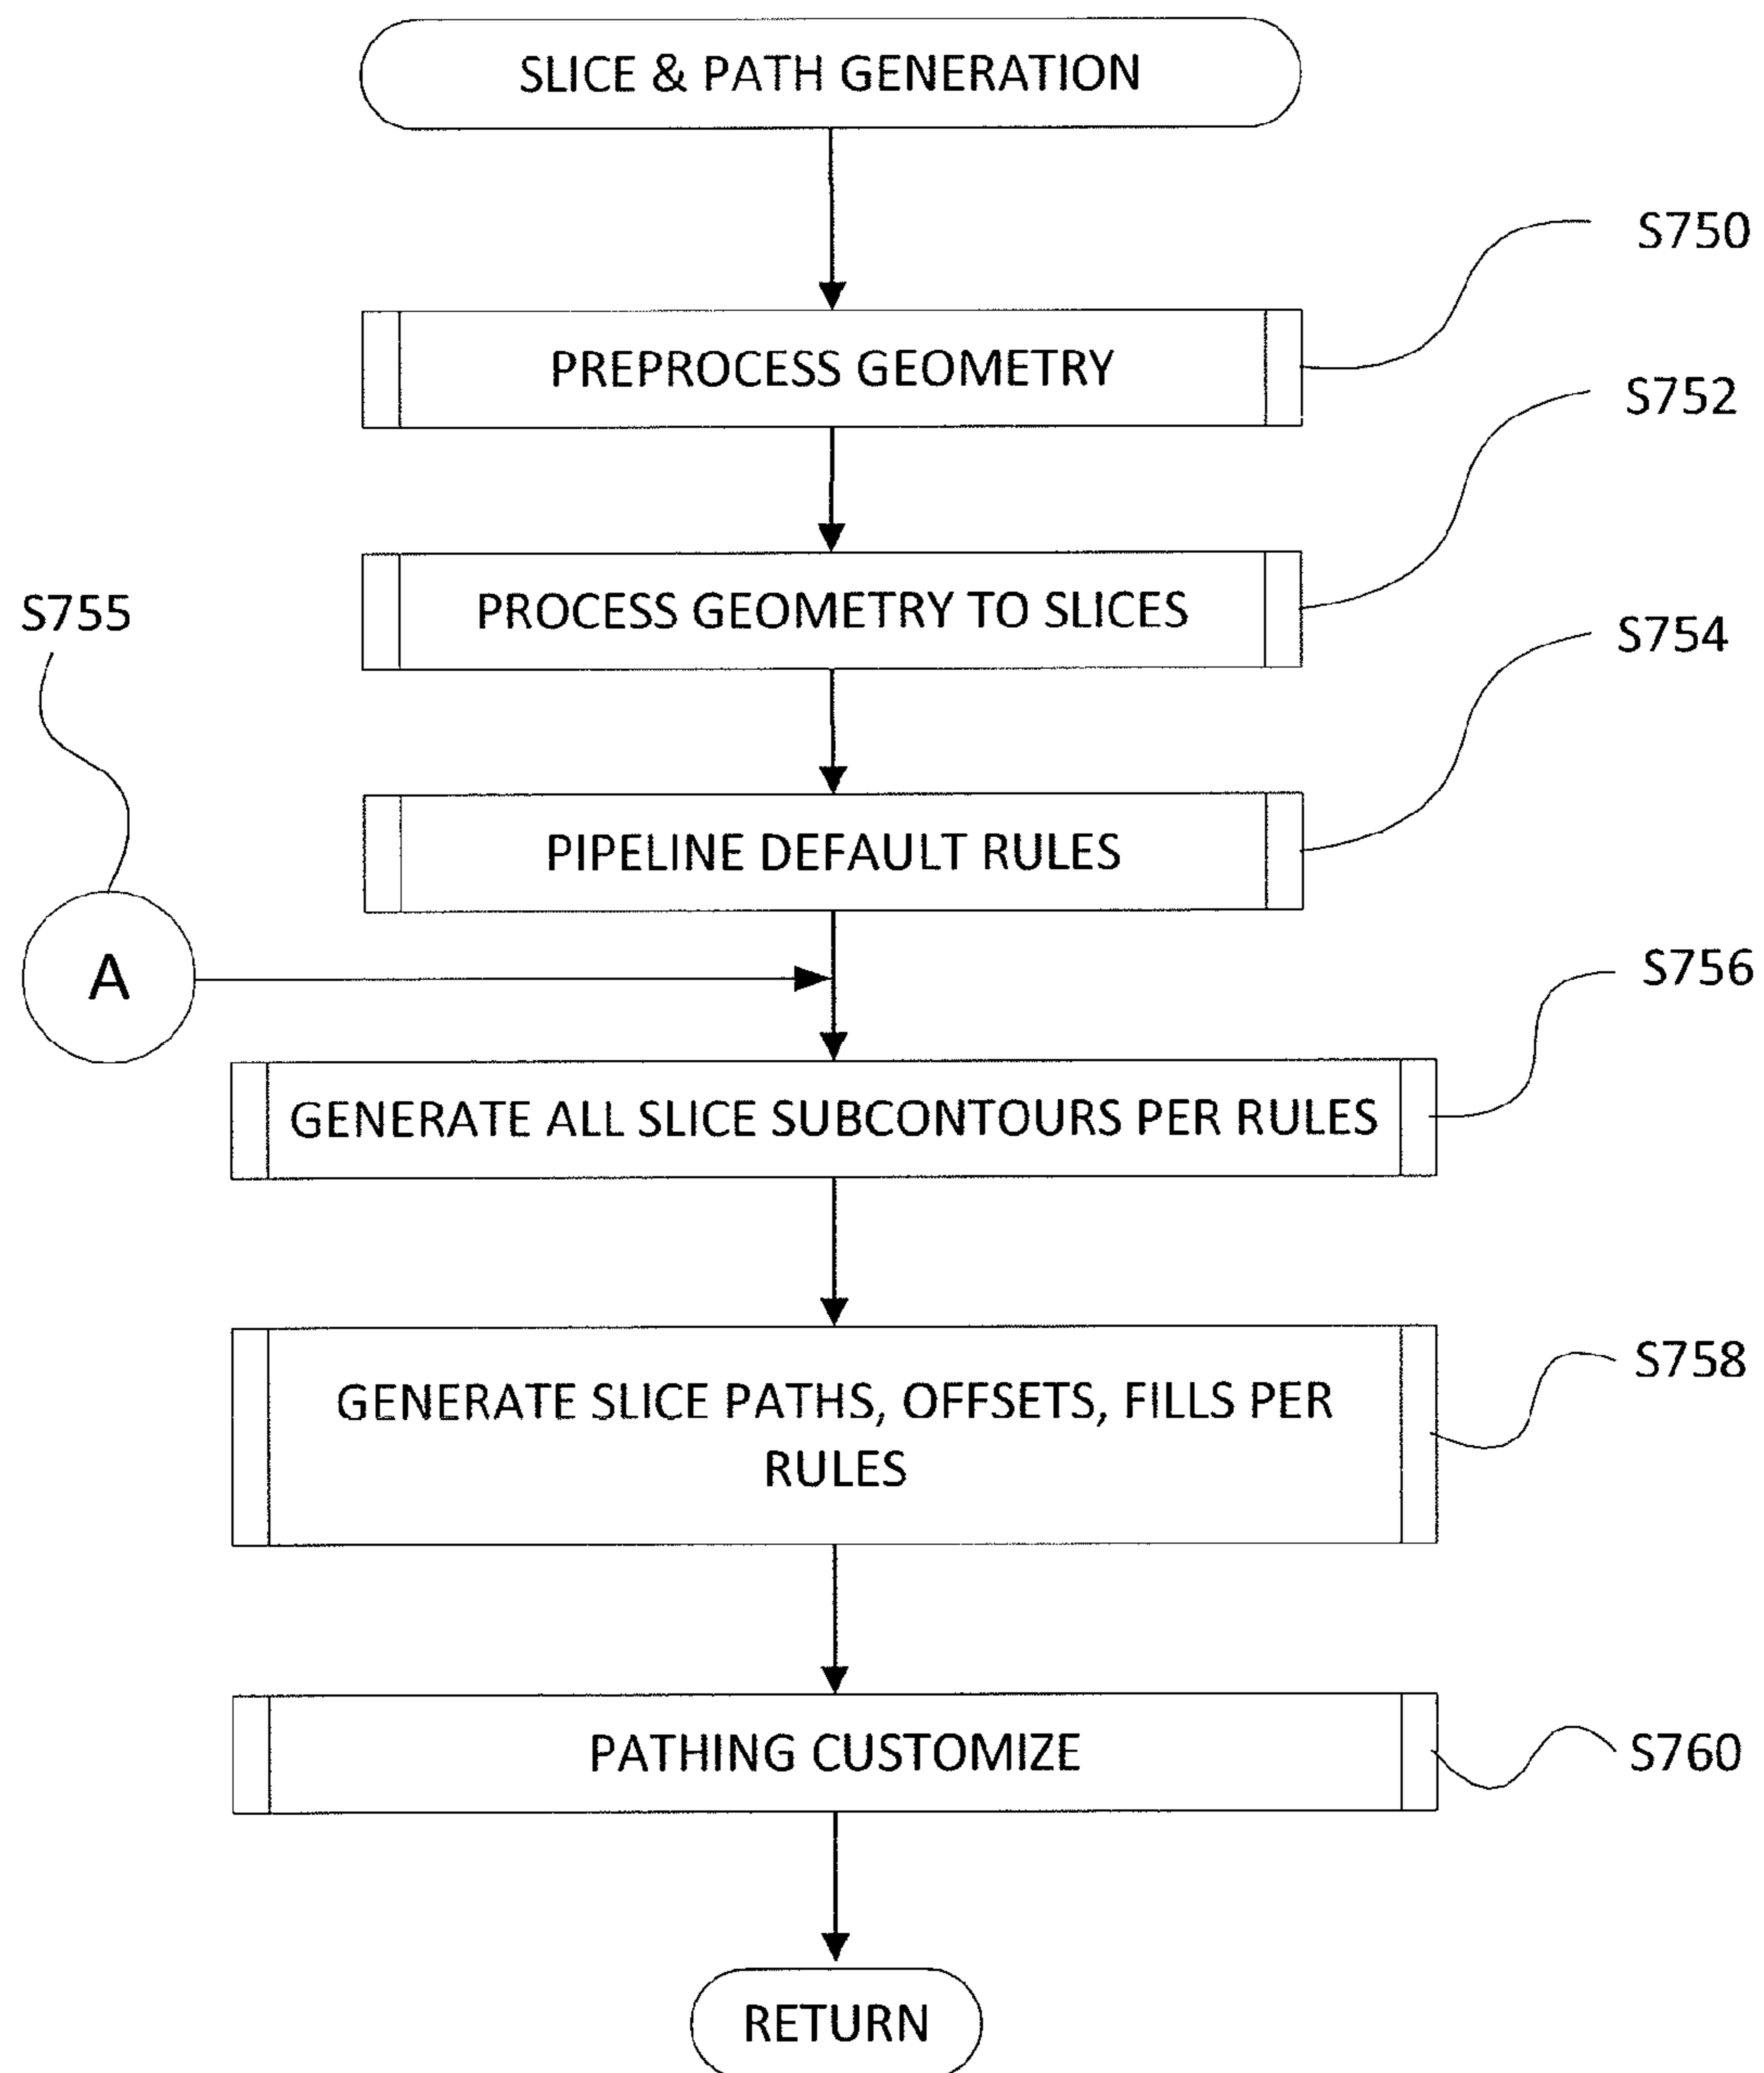 SLICE & PATH GENERATION
S750
PREPROCESS GEOMETRY
S752
PROCESS GEOMETRY TO SLICES
S755
S754
PIPELINE DEFAULT RULES
A
S756
GENERATE ALL SLICE SUBCONTOURS PER RULES
S758
GENERATE SLICE PATHS, OFFSETS, FILLS PER
RULES
PATHING CUSTOMIZE
S760
RETURN